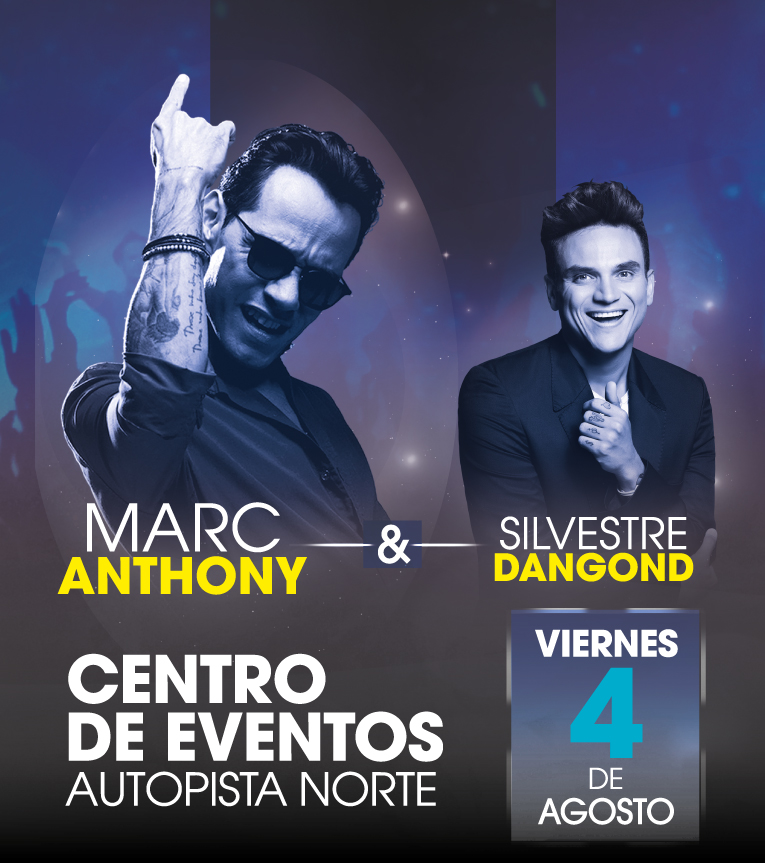 MARC
ANTHONY
&
SILVESTRE
DANGOND
CENTRO
DE EVENTOS
AUTOPISTA NORTE
VIERNES
4
DE
AGOSTO